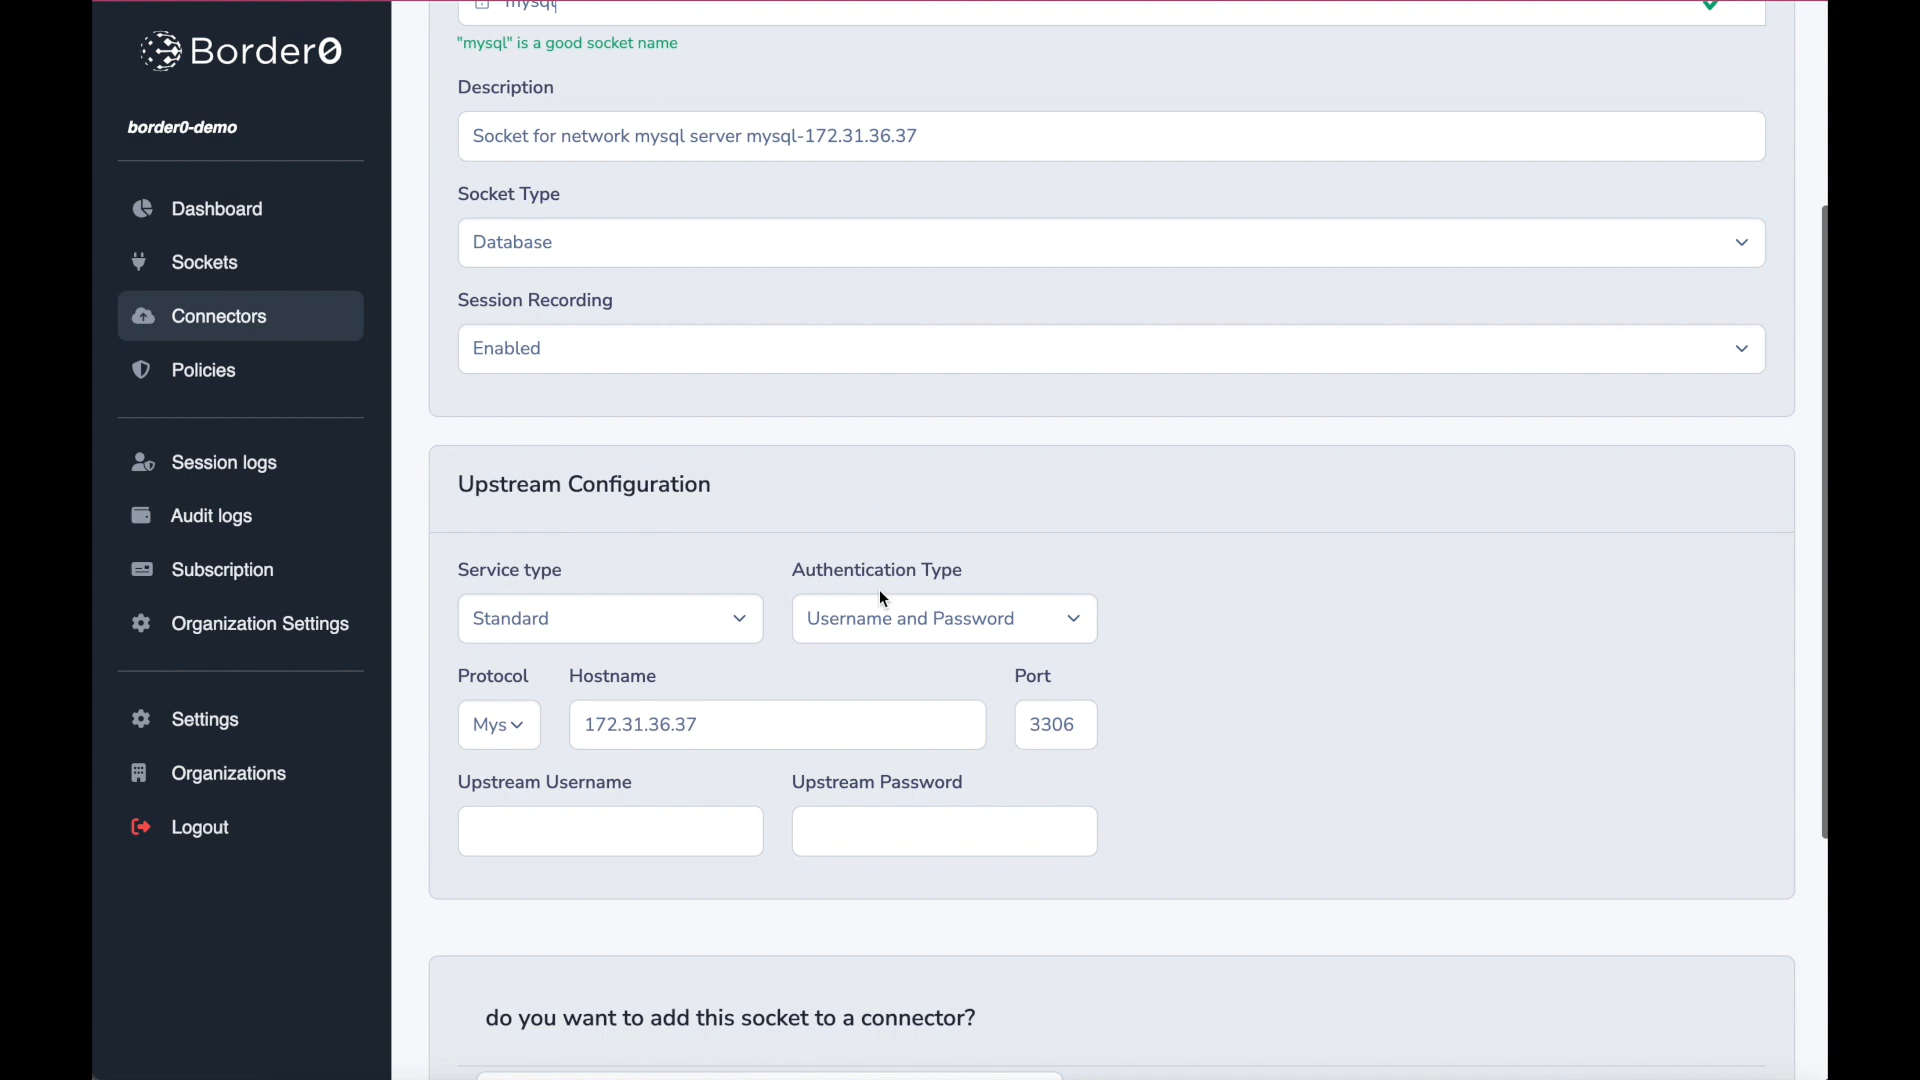 Border0
border0-demo
Dashboard
Sockets
Connectors
Policies
Session logs
Audit logs
Subscription
Organization Settings
Settings
Organizations
Logout
mysql
"mysql" is a good socket name
Description
Socket for network mysql server mysql-172.31.36.37
Socket Type
Database
Session Recording
Enabled
Upstream Configuration
Service type Authentication Type
Standard Username and Password
Protocol Hostname Port
Mys 172.31.36.37 3306
Upstream Username Upstream Password
do you want to add this socket to a connector?